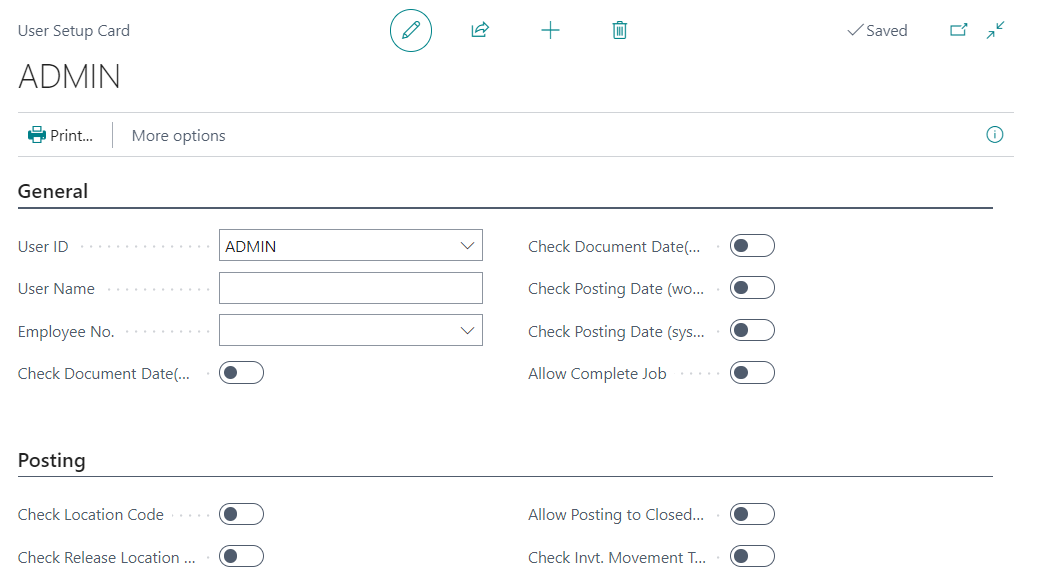 User Setup Card
Saved
ADMIN
Print...
More options
General
User ID
ADMIN
User Name
Employee No.
Check Document Date(...
Check Document Date(...
Check Posting Date (wo...
Check Posting Date (sys...
Allow Complete Job
Posting
Check Location Code
Check Release Location ...
Allow Posting to Closed...
Check Invt. Movement T...